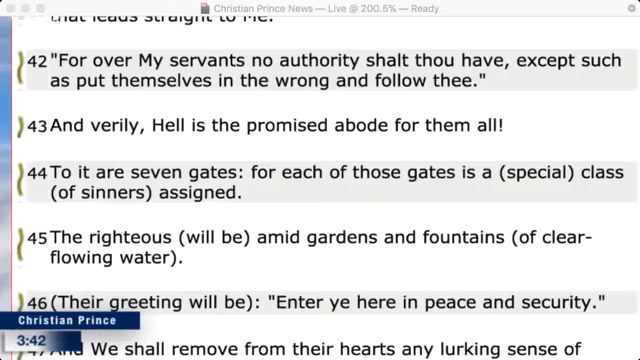 Christian Prince News — Live @ 200.5% — Ready
that leads straight to Me.
42 "For over My servants no authority shalt thou have, except such
as put themselves in the wrong and follow thee."
43 And verily, Hell is the promised abode for them all!
44 To it are seven gates: for each of those gates is a (special) class
(of sinners) assigned.
45 The righteous (will be) amid gardens and fountains (of clear-
flowing water).
46 (Their greeting will be): "Enter ye here in peace and security."
Christian Prince
3:42
47 And We shall remove from their hearts any lurking sense of